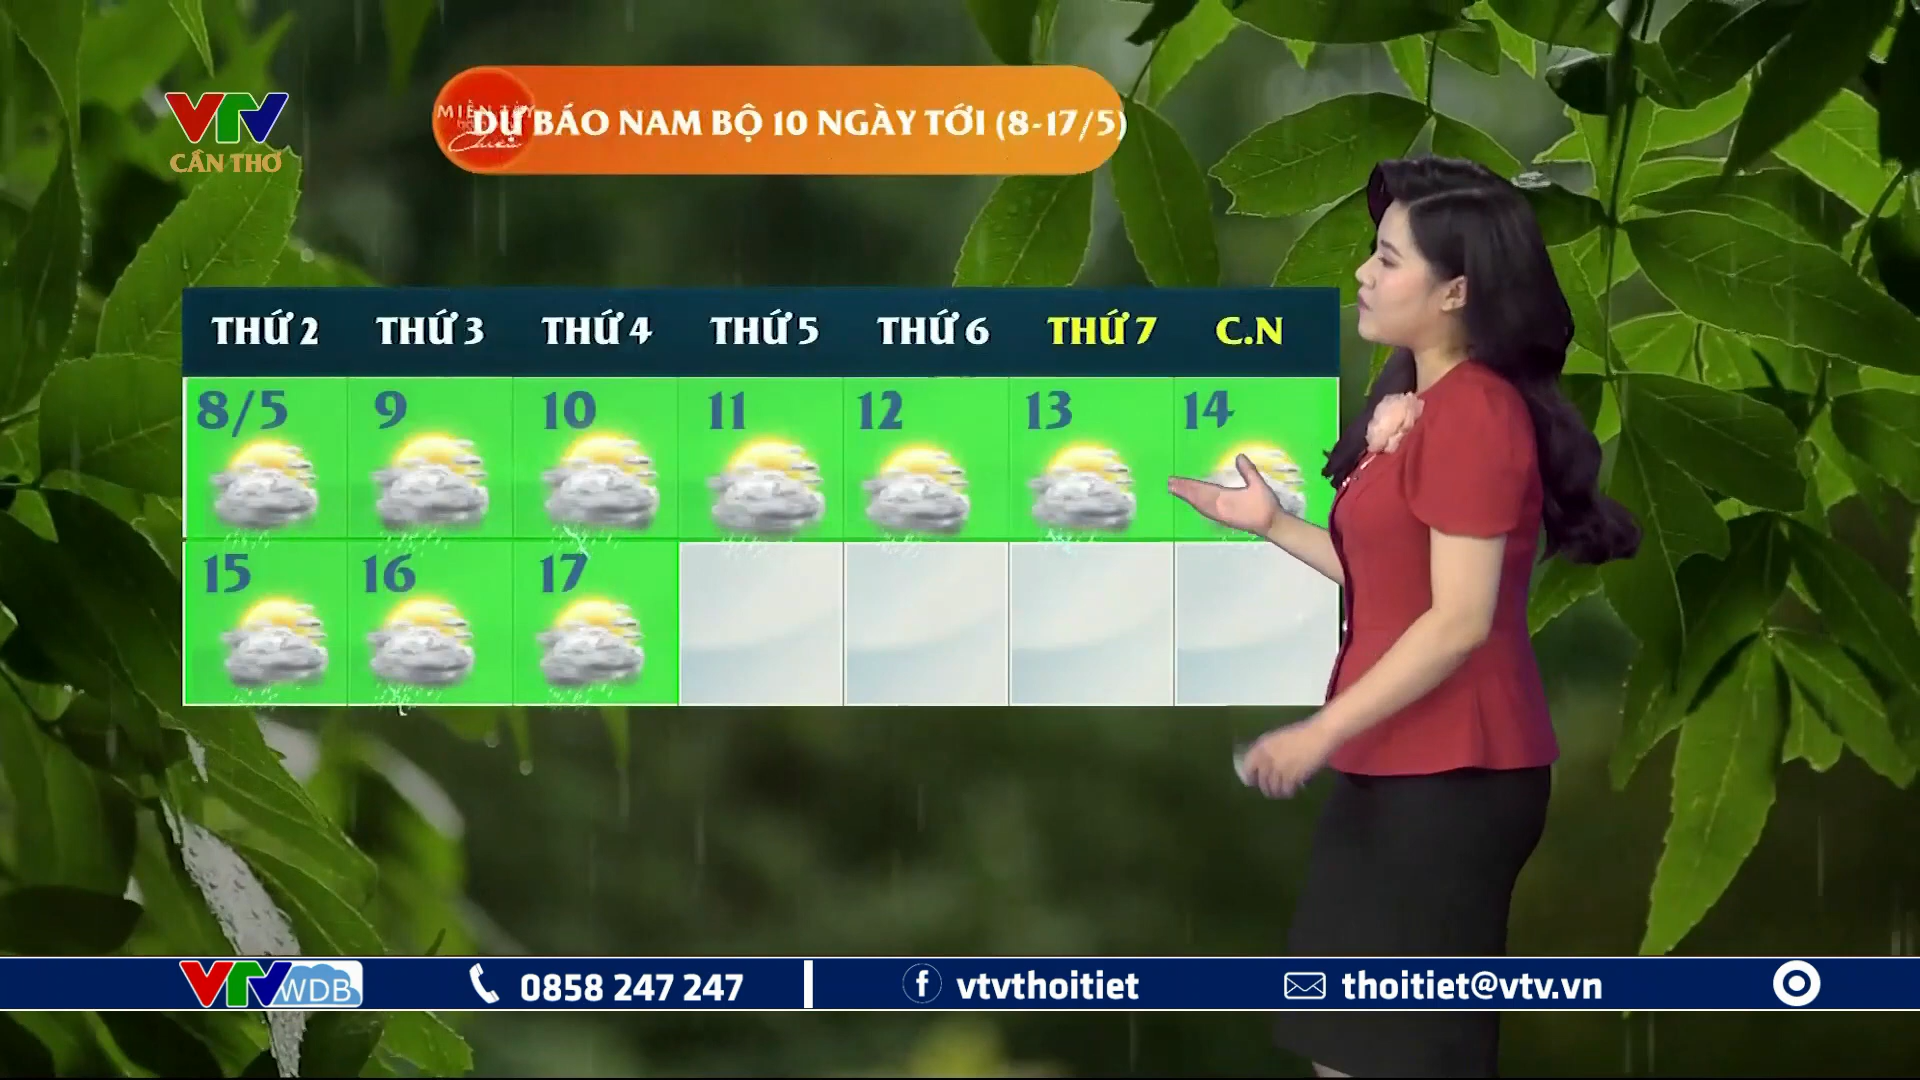 VTV
CẦN THƠ
MIỀN TÂY
DỰ BÁO NAM BỘ 10 NGÀY TỚI (8-17/5)
THỨ 2 THỨ 3 THỨ 4 THỨ 5 THỨ 6 THỨ 7 C.N
8/5 9 10 11 12 13 14
15 16 17
VTV WDB 0858 247 247 vtvthoitiet thoitiet@vtv.vn